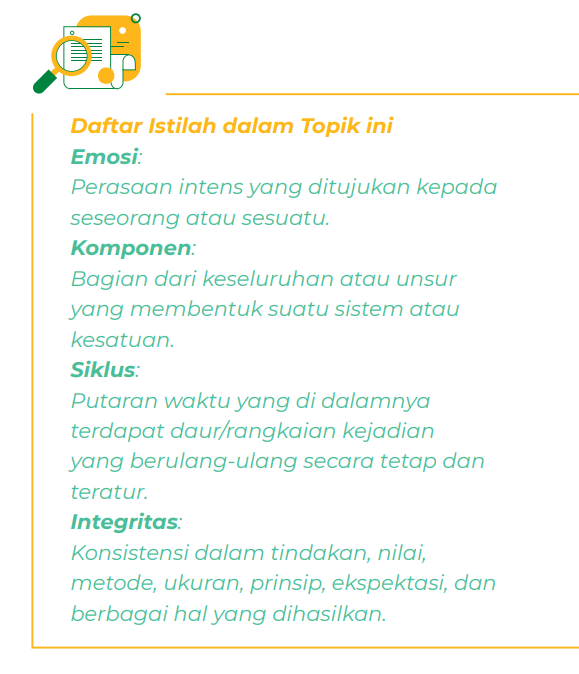 Daftar Istilah dalam Topik ini
Emosi:
Perasaan intens yang ditujukan kepada
seseorang atau sesuatu.
Komponen:
Bagian dari keseluruhan atau unsur
yang membentuk suatu sistem atau
kesatuan.
Siklus:
Putaran waktu yang di dalamnya
terdapat daur/rangkaian kejadian
yang berulang-ulang secara tetap dan
teratur.
Integritas:
Konsistensi dalam tindakan, nilai,
metode, ukuran, prinsip, ekspektasi, dan
berbagai hal yang dihasilkan.